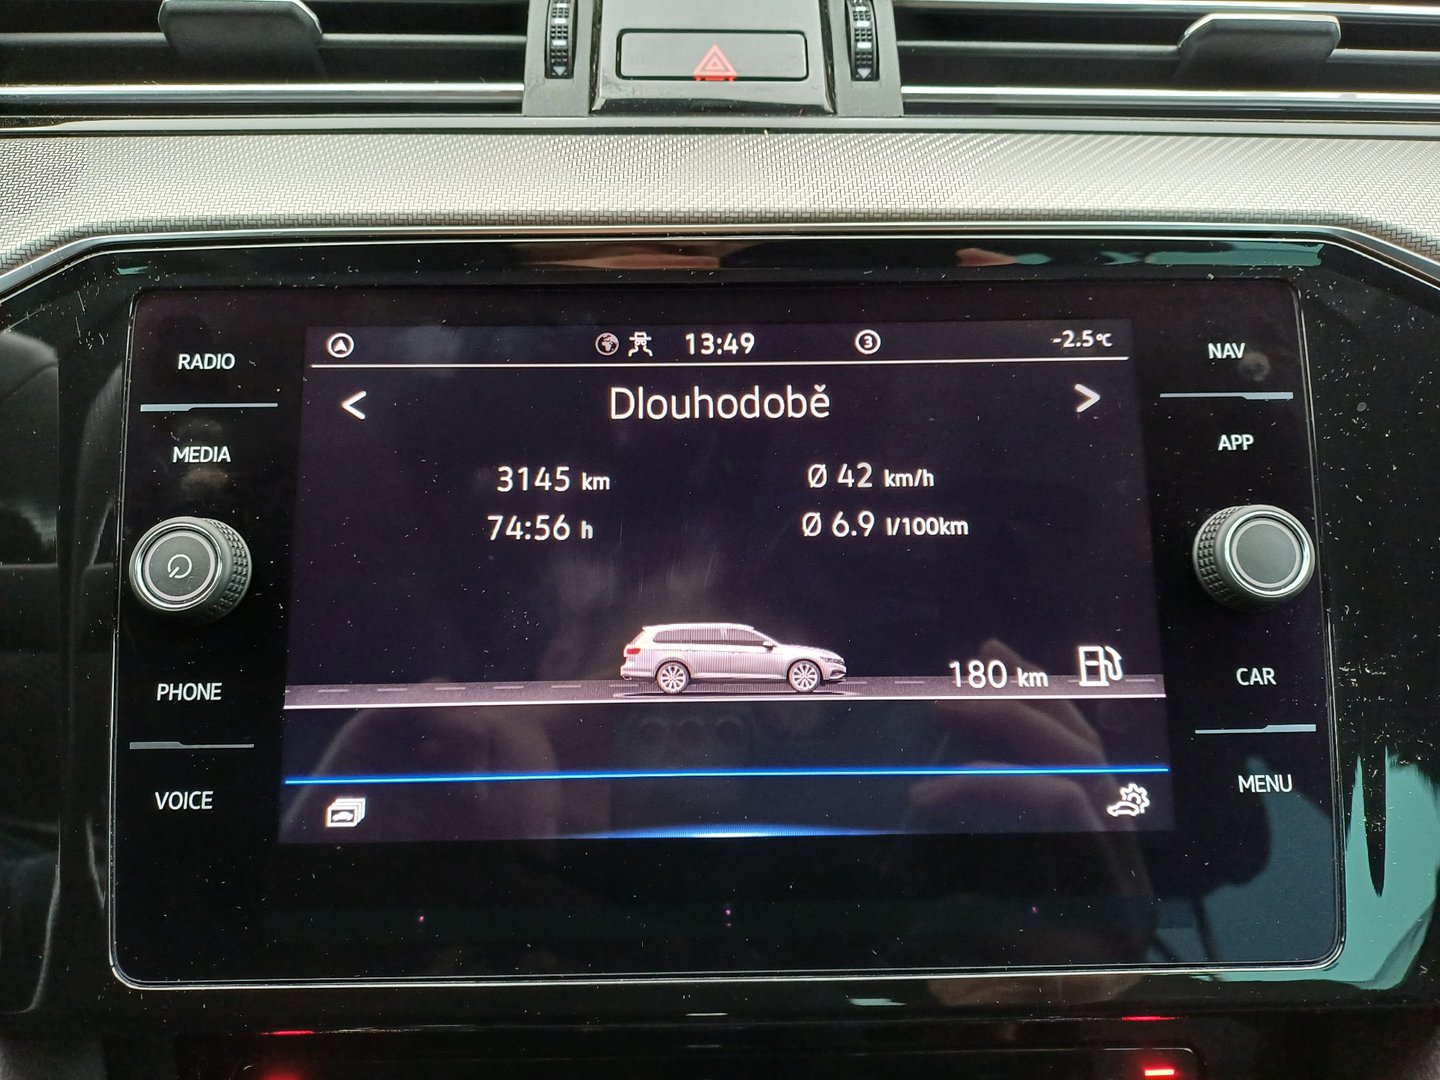 RADIO
MEDIA
PHONE
VOICE
13:49
3
-2.5°C
Dlouhodobě
3145 km
Ø 42 km/h
74:56 h
Ø 6.9 l/100km
180 km
NAV
APP
CAR
MENU